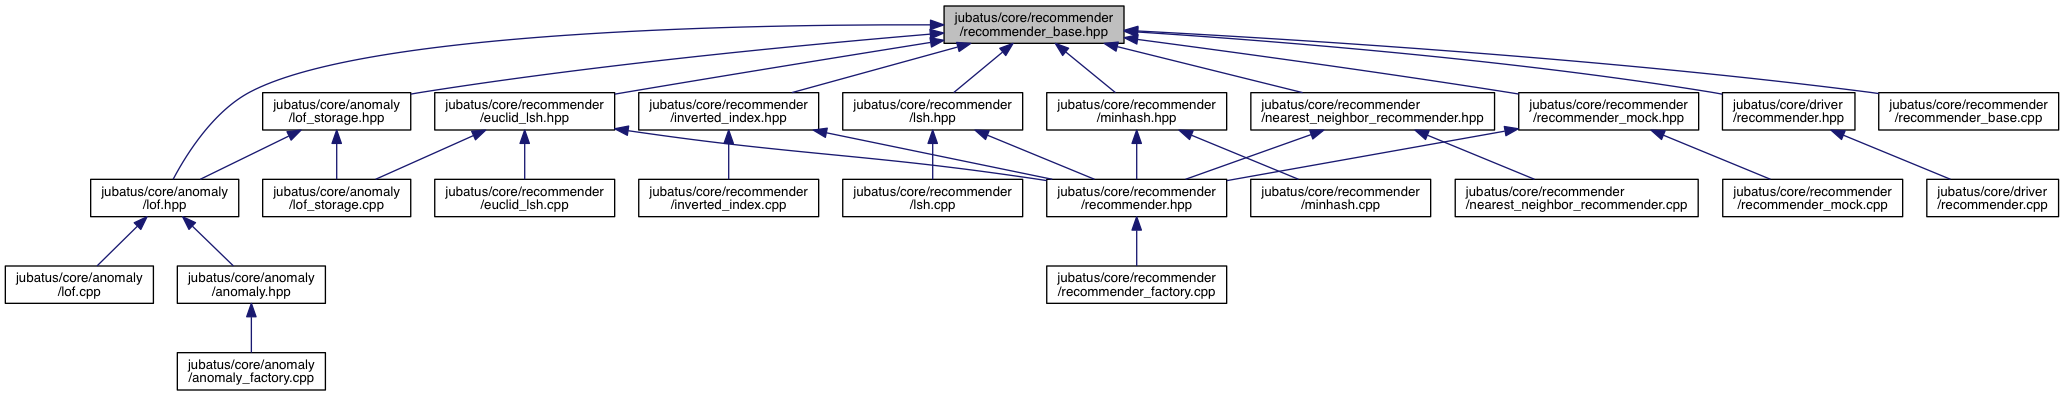 jubatus/core/recommender
/recommender_base.hpp
jubatus/core/anomaly
/lof_storage.hpp
jubatus/core/recommender
/euclid_lsh.hpp
jubatus/core/recommender
/inverted_index.hpp
jubatus/core/recommender
/lsh.hpp
jubatus/core/recommender
/minhash.hpp
jubatus/core/recommender
/nearest_neighbor_recommender.hpp
jubatus/core/recommender
/recommender_mock.hpp
jubatus/core/driver
/recommender.hpp
jubatus/core/recommender
/recommender_base.cpp
jubatus/core/anomaly
/lof.hpp
jubatus/core/anomaly
/lof_storage.cpp
jubatus/core/recommender
/euclid_lsh.cpp
jubatus/core/recommender
/inverted_index.cpp
jubatus/core/recommender
/lsh.cpp
jubatus/core/recommender
/recommender.hpp
jubatus/core/recommender
/minhash.cpp
jubatus/core/recommender
/nearest_neighbor_recommender.cpp
jubatus/core/recommender
/recommender_mock.cpp
jubatus/core/driver
/recommender.cpp
jubatus/core/anomaly
/lof.cpp
jubatus/core/anomaly
/anomaly.hpp
jubatus/core/recommender
/recommender_factory.cpp
jubatus/core/anomaly
/anomaly_factory.cpp